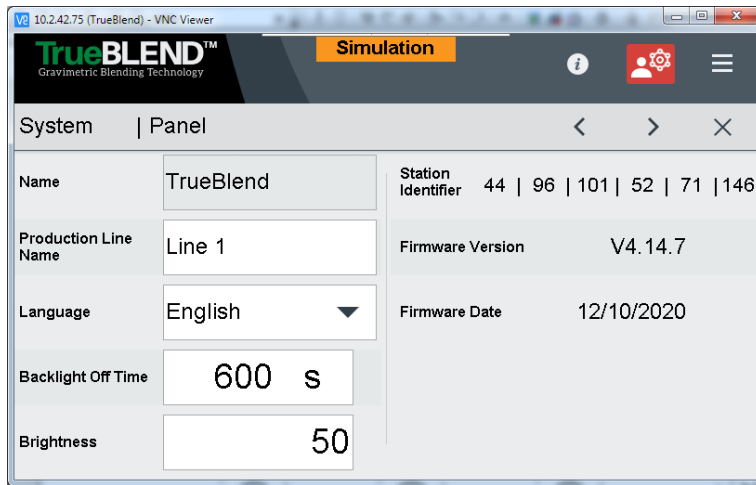 10.2.42.75 (TrueBlend) - VNC Viewer
TrueBLEND™
Gravimetric Blending Technology
Simulation
System | Panel
Name
TrueBlend
Station
Identifier
44 | 96 | 101 | 52 | 71 | 146
Production Line
Name
Line 1
Firmware Version
V4.14.7
Language
English
Firmware Date
12/10/2020
Backlight Off Time
600 s
Brightness
50